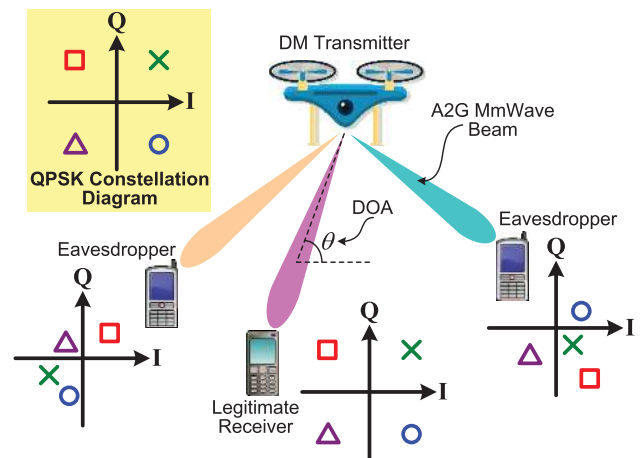 Q
I
QPSK Constellation
Diagram
DM Transmitter
A2G MmWave
Beam
DOA
θ
Eavesdropper
Q
I
Legitimate
Receiver
Q
I
Eavesdropper
Q
I